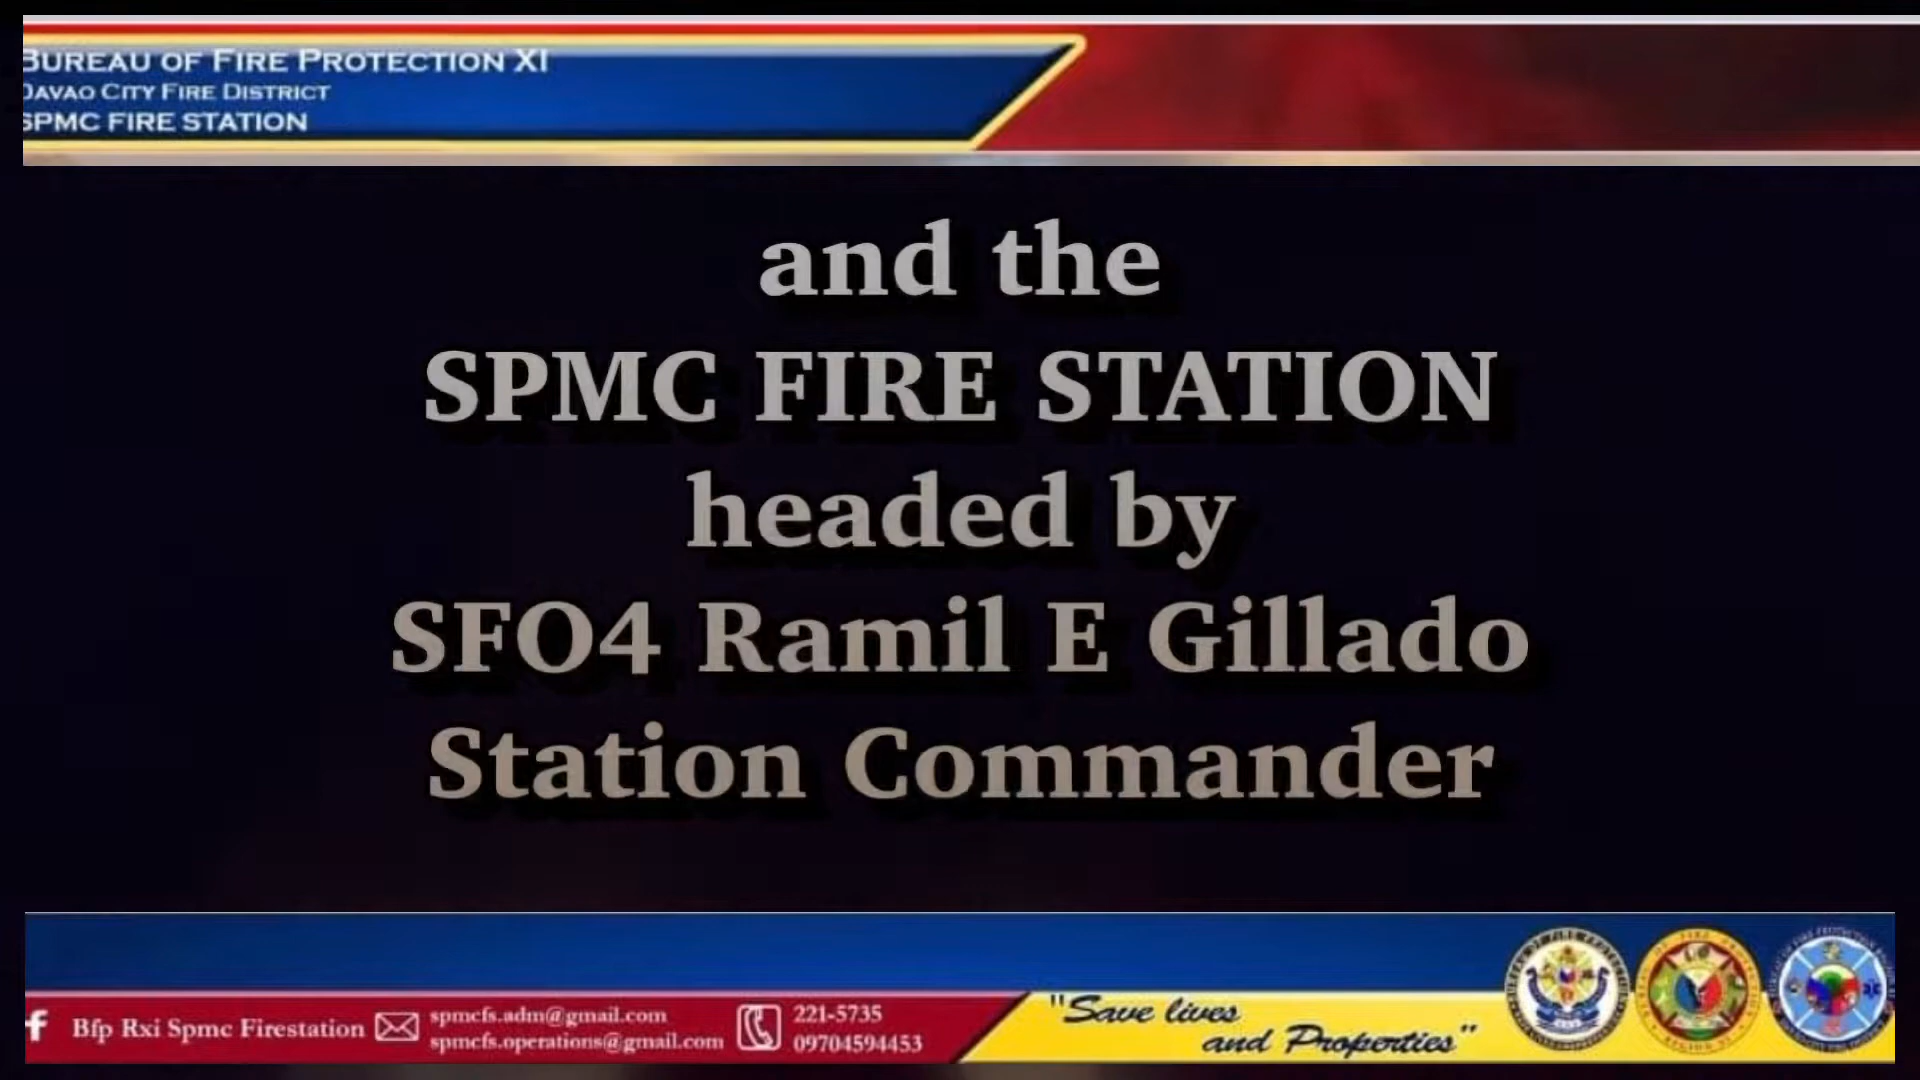 BUREAU OF FIRE PROTECTION XI
DAVAO CITY FIRE DISTRICT
SPMC FIRE STATION
and the
SPMC FIRE STATION
headed by
SFO4 Ramil E Gillado
Station Commander
f Bfp Rxi Spmc Firestation
spmcfs.adm@gmail.com
spmcfs.operations@gmail.com
221-5735
09704594453
"Save lives
and Properties"